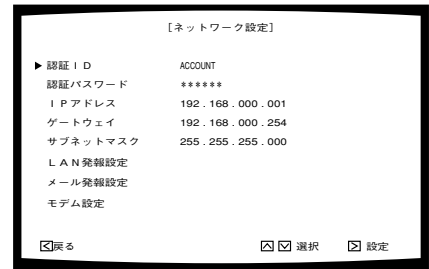 [ネットワーク設定]
▶認証ID ACCOUNT
認証パスワード ******
IPアドレス 192.168.000.001
ゲートウェイ 192.168.000.254
サブネットマスク 255.255.255.000
LAN発報設定
メール発報設定
モデム設定
<戻る ∧ ∨ 選択 > 設定